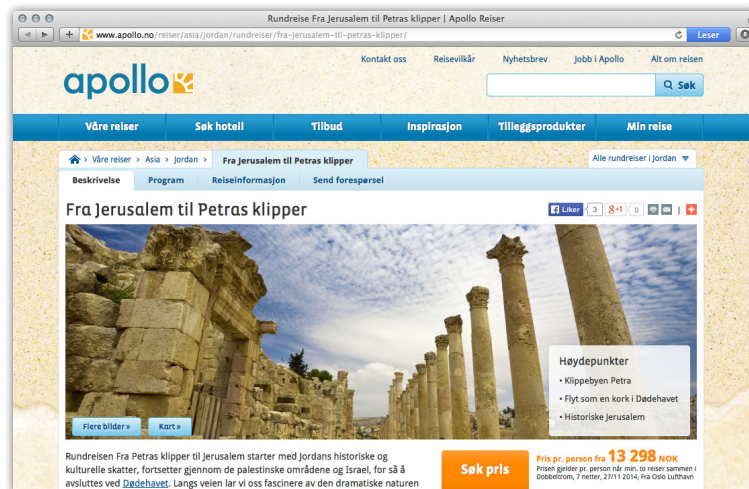 Rundreise Fra Jerusalem til Petras klipper | Apollo Reiser
www.apollo.no/reiser/asia/jordan/rundreiser/fra-jerusalem-til-petras-klipper/
Leser
Kontakt oss Reisevilkår Nyhetsbrev Jobb i Apollo Alt om reisen
apollo
Søk
Våre reiser Søk hotell Tilbud Inspirasjon Tilleggsprodukter Min reise
> Våre reiser > Asia > Jordan > Fra Jerusalem til Petras klipper
Alle rundreiser i Jordan
Beskrivelse Program Reiseinformasjon Send forespørsel
Fra Jerusalem til Petras klipper
Liker 3 +1 0
Høydepunkter
• Klippebyen Petra
• Flyt som en kork i Dødehavet
• Historiske Jerusalem
Flere bilder » Kart »
Rundreisen Fra Petras klipper til Jerusalem starter med Jordans historiske og
kulturelle skatter, fortsetter gjennom de palestinske områdene og Israel, for så å
avsluttes ved Dødehavet. Langs veien lar vi oss fascinere av den dramatiske naturen
Søk pris
Pris pr. person fra 13 298 NOK
Prisen gjelder pr. person når min. to reiser sammen i
Dobbeltrom, 7 netter, 27/11 2014, Fra Oslo Lufthavn